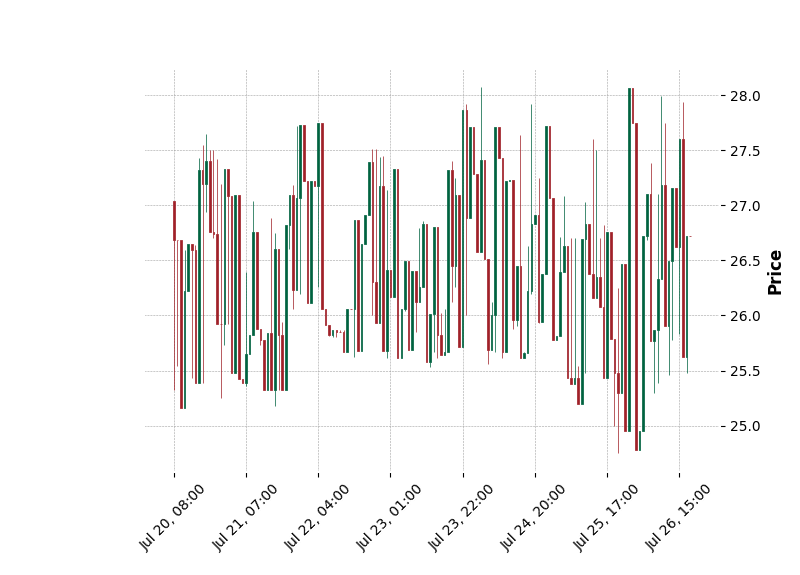 28.0
27.5
27.0
26.5
26.0
25.5
25.0
Price
Jul 20, 08:00
Jul 21, 07:00
Jul 22, 04:00
Jul 23, 01:00
Jul 23, 22:00
Jul 24, 20:00
Jul 25, 17:00
Jul 26, 15:00